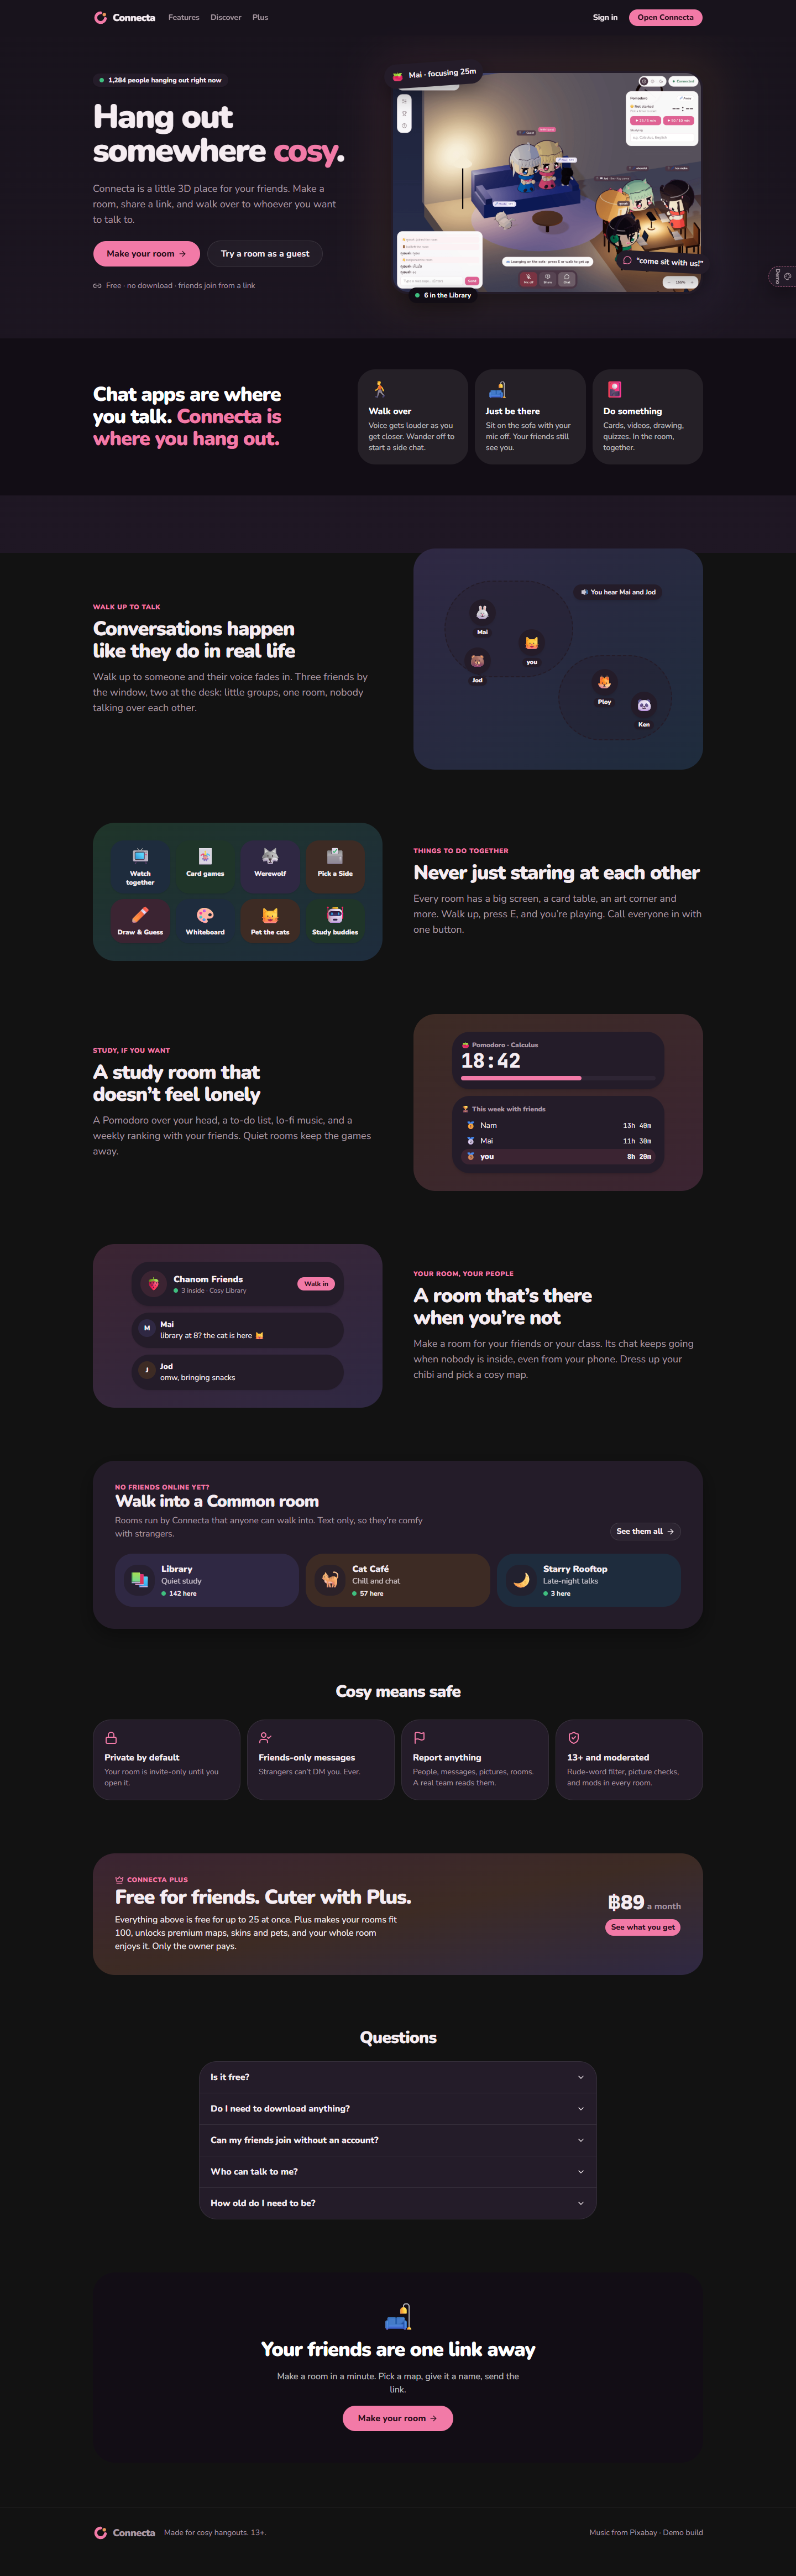 Connecta
Features
Discover
Plus
Sign in
Open Connecta
1,284 people hanging out right now
Hang out
somewhere cosy.
Connecta is a little 3D place for your friends. Make a
room, share a link, and walk over to whoever you want
to talk to.
Make your room →
Try a room as a guest
Free · no download · friends join from a link
Mai · focusing 25m
Connected
Pomodoro
Not started
"come sit with us!"
6 in the Library
Demo
Chat apps are where
you talk. Connecta is
where you hang out.
Walk over
Voice gets louder as you
get closer. Wander off to
start a side chat.
Just be there
Sit on the sofa with your
mic off. Your friends still
see you.
Do something
Cards, videos, drawing,
quizzes. In the room,
together.
WALK UP TO TALK
Conversations happen
like they do in real life
Walk up to someone and their voice fades in. Three friends by
the window, two at the desk: little groups, one room, nobody
talking over each other.
You hear Mai and Jod
Mai
you
Jod
Ploy
Ken
Watch
together
Card games
Werewolf
Pick a Side
Draw & Guess
Whiteboard
Pet the cats
Study buddies
THINGS TO DO TOGETHER
Never just staring at each other
Every room has a big screen, a card table, an art corner and
more. Walk up, press E, and you're playing. Call everyone in with
one button.
STUDY, IF YOU WANT
A study room that
doesn't feel lonely
A Pomodoro over your head, a to-do list, lo-fi music, and a
weekly ranking with your friends. Quiet rooms keep the games
away.
Pomodoro · Calculus
18:42
This week with friends
Nam 13h 40m
Mai 11h 30m
you 8h 20m
Chanom Friends
3 inside · Cosy Library
Walk in
M
Mai
library at 8? the cat is here
J
Jod
omw, bringing snacks
YOUR ROOM, YOUR PEOPLE
A room that's there
when you're not
Make a room for your friends or your class. Its chat keeps going
when nobody is inside, even from your phone. Dress up your
chibi and pick a cosy map.
NO FRIENDS ONLINE YET?
Walk into a Common room
Rooms run by Connecta that anyone can walk into. Text only, so they're comfy
with strangers.
See them all →
Library
Quiet study
142 here
Cat Café
Chill and chat
57 here
Starry Rooftop
Late-night talks
3 here
Cosy means safe
Private by default
Your room is invite-only until you
open it.
Friends-only messages
Strangers can't DM you. Ever.
Report anything
People, messages, pictures, rooms.
A real team reads them.
13+ and moderated
Rude-word filter, picture checks,
and mods in every room.
CONNECTA PLUS
Free for friends. Cuter with Plus.
Everything above is free for up to 25 at once. Plus makes your rooms fit
100, unlocks premium maps, skins and pets, and your whole room
enjoys it. Only the owner pays.
฿89 a month
See what you get
Questions
Is it free?
Do I need to download anything?
Can my friends join without an account?
Who can talk to me?
How old do I need to be?
Your friends are one link away
Make a room in a minute. Pick a map, give it a name, send the
link.
Make your room →
Connecta
Made for cosy hangouts. 13+.
Music from Pixabay · Demo build